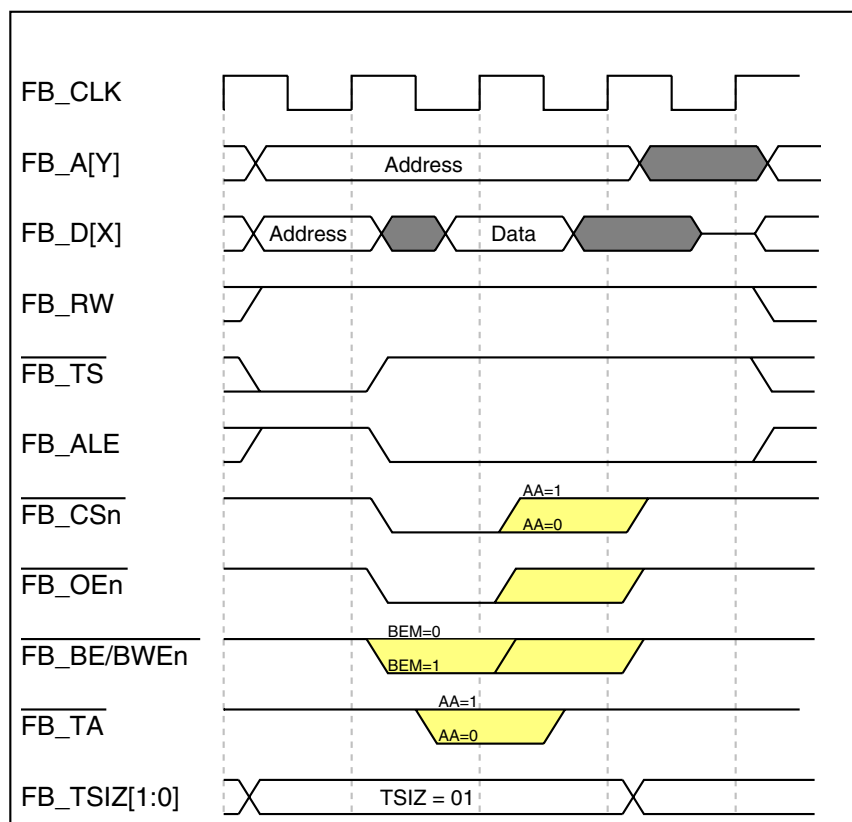 FB_CLK
FB_A[Y]
Address
FB_D[X]
Address
Data
FB_RW
FB_TS
FB_ALE
FB_CSn
AA=1
AA=0
FB_OEn
FB_BE/BWEn
BEM=0
BEM=1
FB_TA
AA=1
AA=0
FB_TSIZ[1:0]
TSIZ = 01